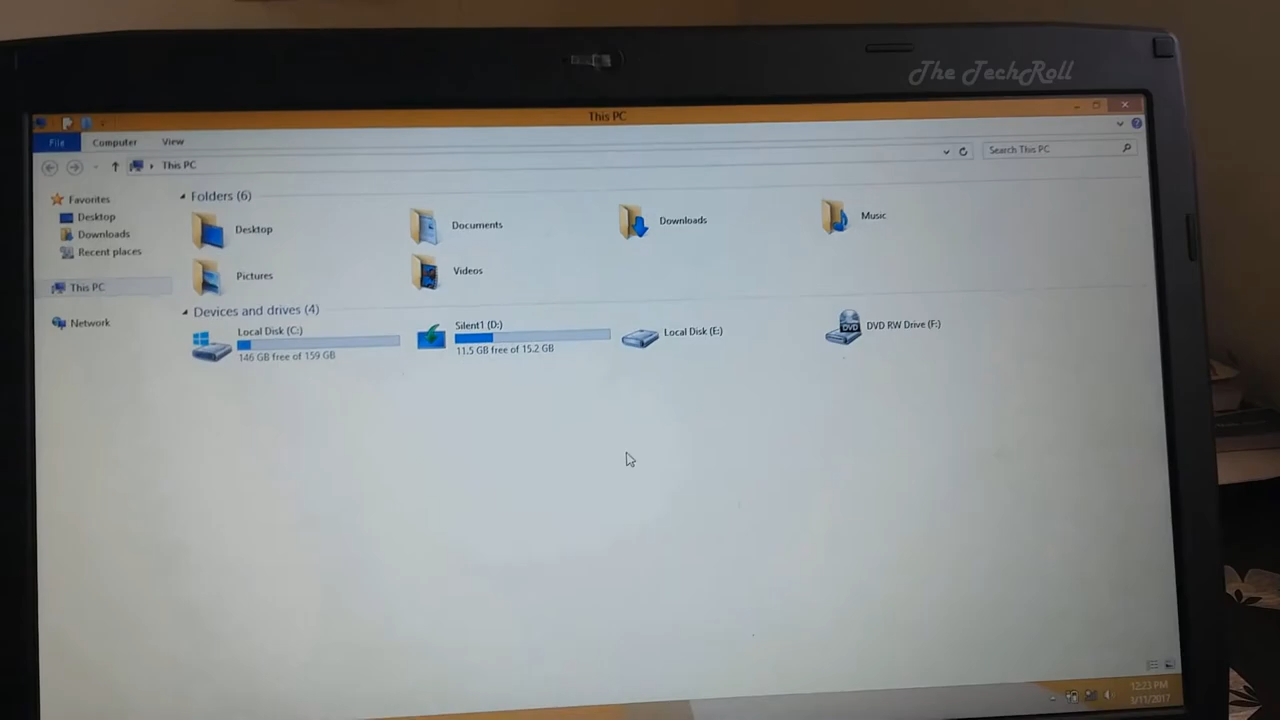 The TechRoll
This PC
File Computer View
This PC
Search This PC
Favorites
Desktop
Downloads
Recent places
This PC
Network
Folders (6)
Desktop
Documents
Downloads
Music
Pictures
Videos
Devices and drives (4)
Local Disk (C:)
146 GB free of 159 GB
Silent1 (D:)
11.5 GB free of 15.2 GB
Local Disk (E:)
DVD
DVD RW Drive (F:)
12:23 PM
3/11/2017